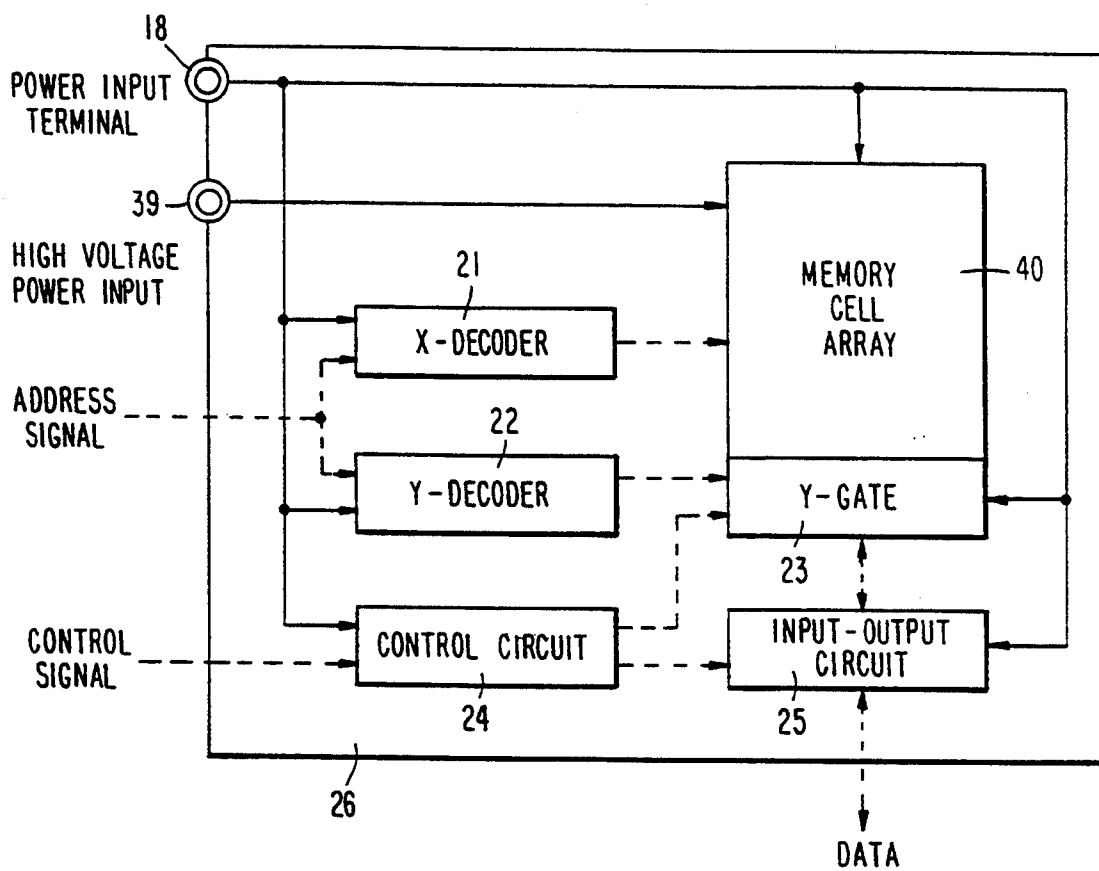 18
POWER INPUT
TERMINAL
39
HIGH VOLTAGE
POWER INPUT
21
X-DECODER
MEMORY
CELL
ARRAY
40
ADDRESS
SIGNAL
22
Y-DECODER
Y-GATE
23
CONTROL
SIGNAL
CONTROL CIRCUIT
24
INPUT-OUTPUT
CIRCUIT
25
26
DATA